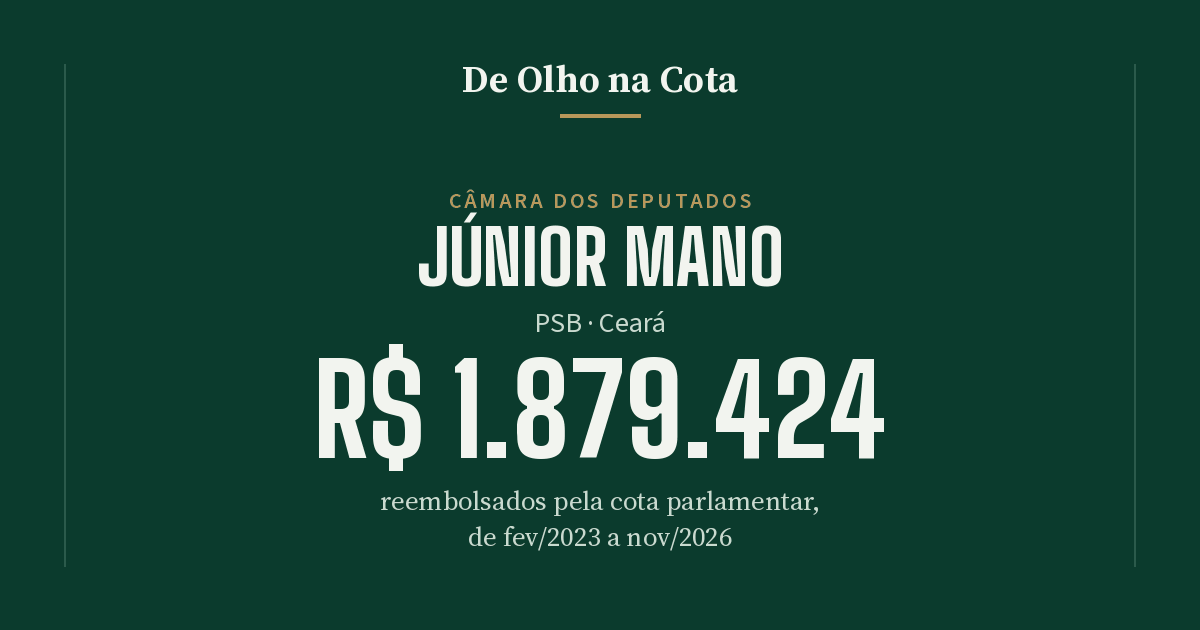 De Olho na Cota
CÂMARA DOS DEPUTADOS
JÚNIOR MANO
PSB · Ceará
R$ 1.879.424
reembolsados pela cota parlamentar,
de fev/2023 a nov/2026